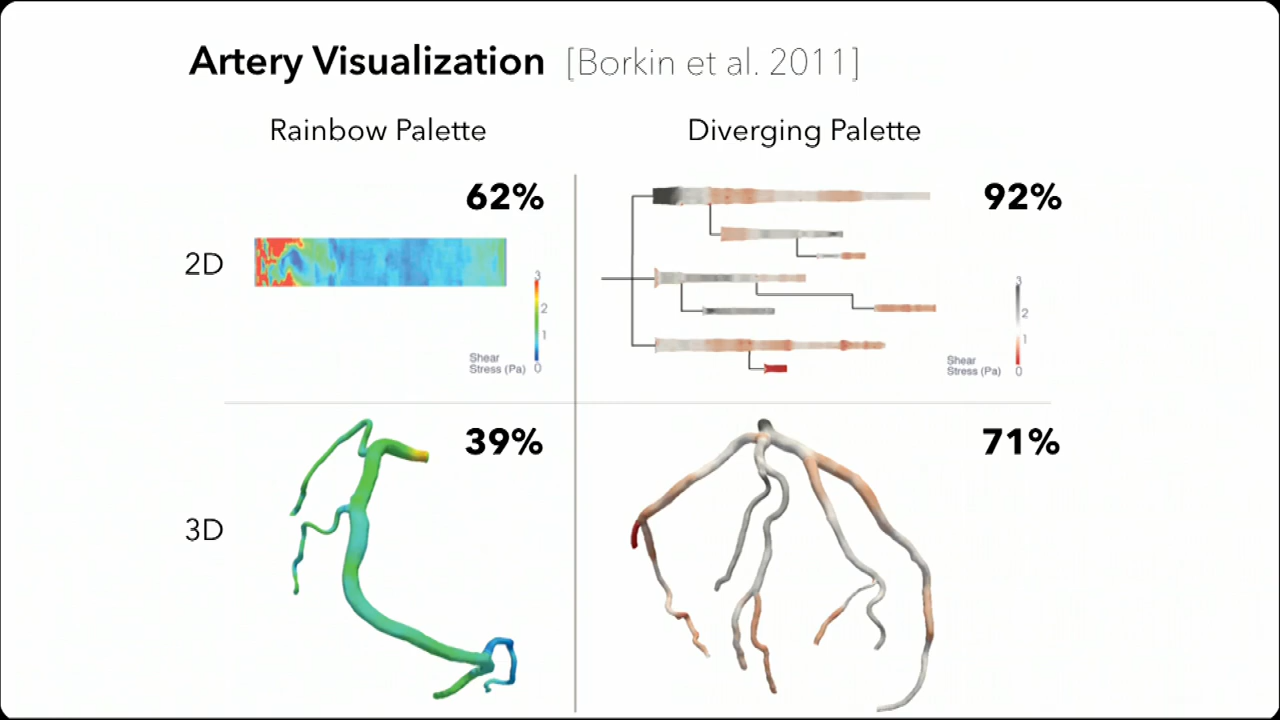 Artery Visualization [Borkin et al. 2011]
Rainbow Palette
Diverging Palette
62%
92%
2D
3
2
1
0
Shear
Stress (Pa)
3
2
1
0
Shear
Stress (Pa)
39%
71%
3D